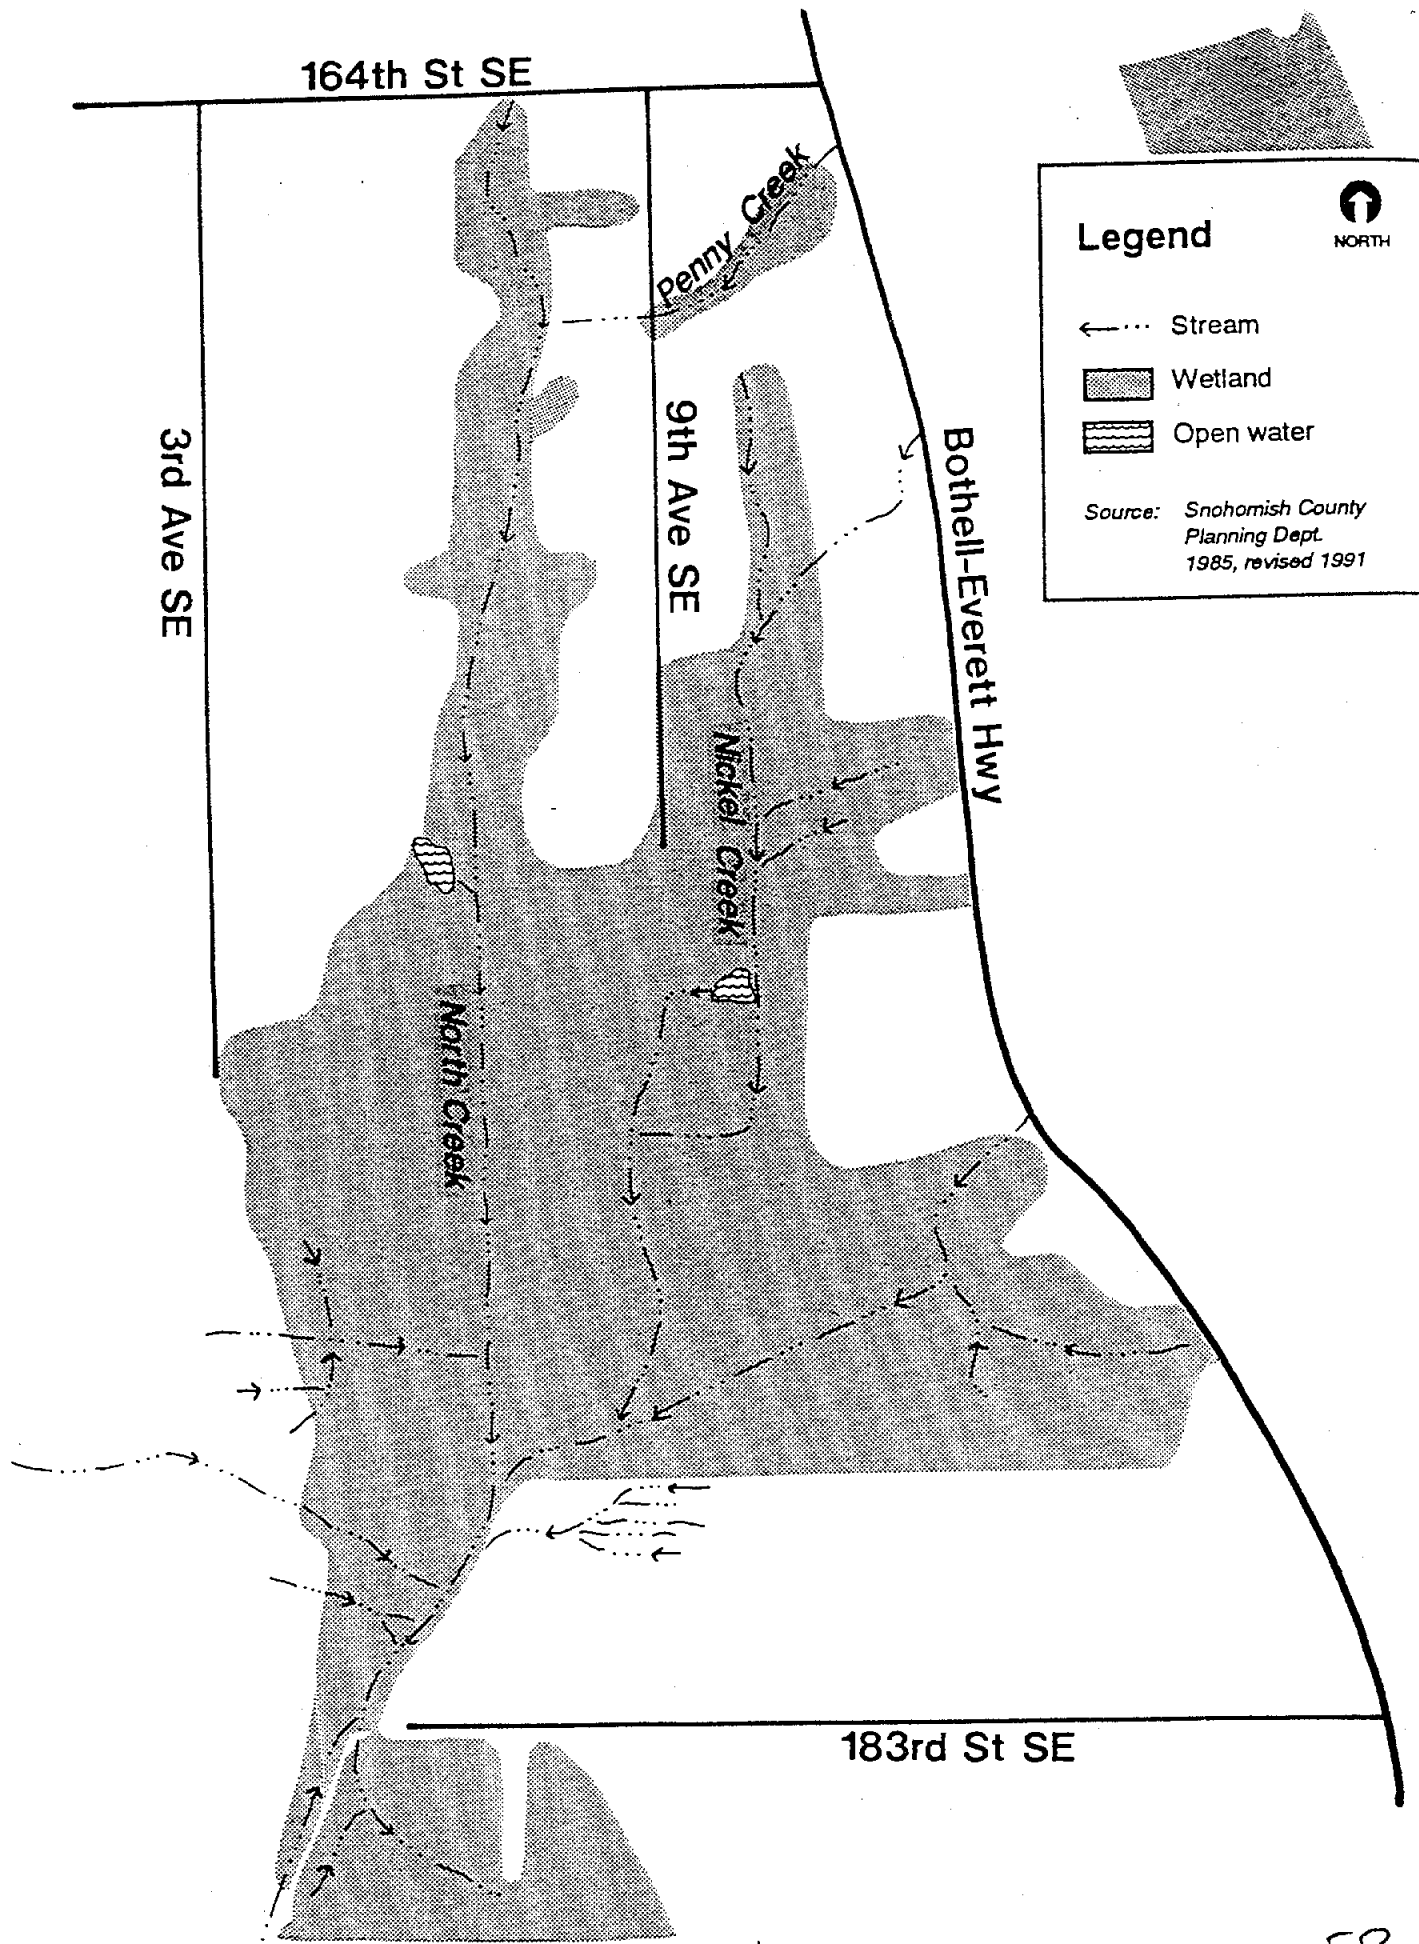 164th St SE
Penny Creek
Legend
NORTH
Stream
Wetland
Open water
Source: Snohomish County
Planning Dept.
1985, revised 1991
3rd Ave SE
9th Ave SE
Bothell-Everett Hwy
Nickel Creek
North Creek
183rd St SE